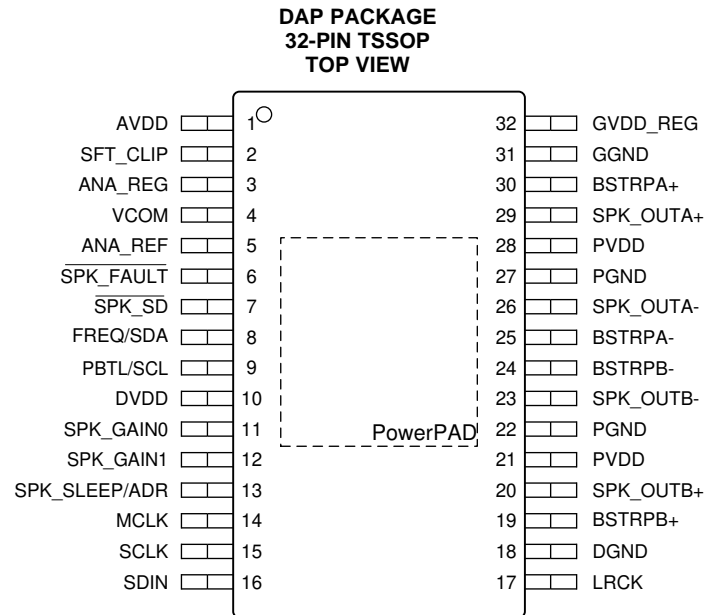 DAP PACKAGE
32-PIN TSSOP
TOP VIEW
AVDD 1 32 GVDD_REG
SFT_CLIP 2 31 GGND
ANA_REG 3 30 BSTRPA+
VCOM 4 29 SPK_OUTA+
ANA_REF 5 28 PVDD
SPK_FAULT 6 27 PGND
SPK_SD 7 26 SPK_OUTA-
FREQ/SDA 8 25 BSTRPA-
PBTL/SCL 9 24 BSTRPB-
DVDD 10 23 SPK_OUTB-
SPK_GAIN0 11 PowerPAD 22 PGND
SPK_GAIN1 12 21 PVDD
SPK_SLEEP/ADR 13 20 SPK_OUTB+
MCLK 14 19 BSTRPB+
SCLK 15 18 DGND
SDIN 16 17 LRCK